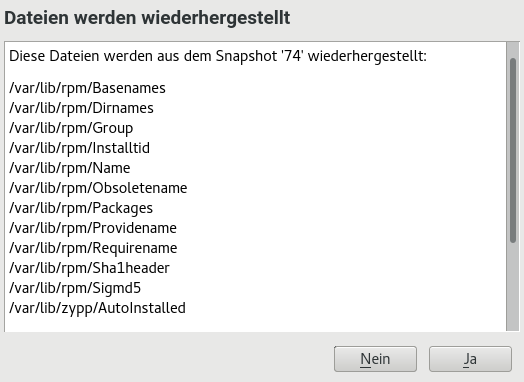 Dateien werden wiederhergestellt
Diese Dateien werden aus dem Snapshot '74' wiederhergestellt:
/var/lib/rpm/Basenames
/var/lib/rpm/Dirnames
/var/lib/rpm/Group
/var/lib/rpm/Installtid
/var/lib/rpm/Name
/var/lib/rpm/Obsoletename
/var/lib/rpm/Packages
/var/lib/rpm/Providename
/var/lib/rpm/Requirename
/var/lib/rpm/Sha1header
/var/lib/rpm/Sigmd5
/var/lib/zypp/AutoInstalled
Nein
Ja